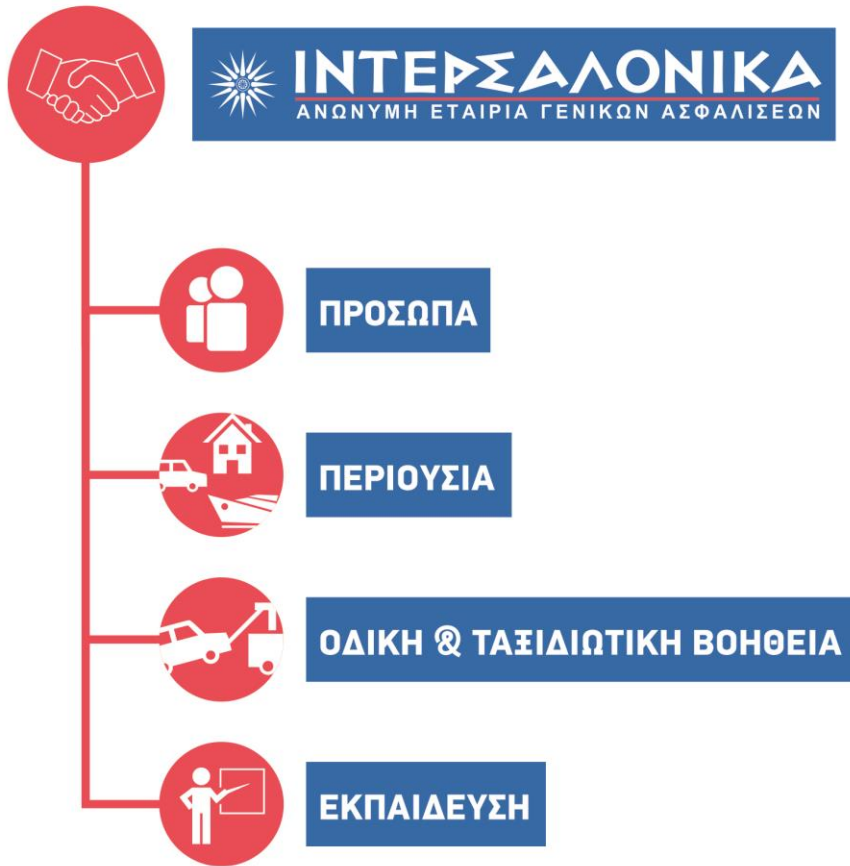 ΙΝΤΕΡΣΑΛΟΝΙΚΑ
ΑΝΩΝΥΜΗ ΕΤΑΙΡΙΑ ΓΕΝΙΚΩΝ ΑΣΦΑΛΙΣΕΩΝ
ΠΡΟΣΩΠΑ
ΠΕΡΙΟΥΣΙΑ
ΟΔΙΚΗ & ΤΑΞΙΔΙΩΤΙΚΗ ΒΟΗΘΕΙΑ
ΕΚΠΑΙΔΕΥΣΗ